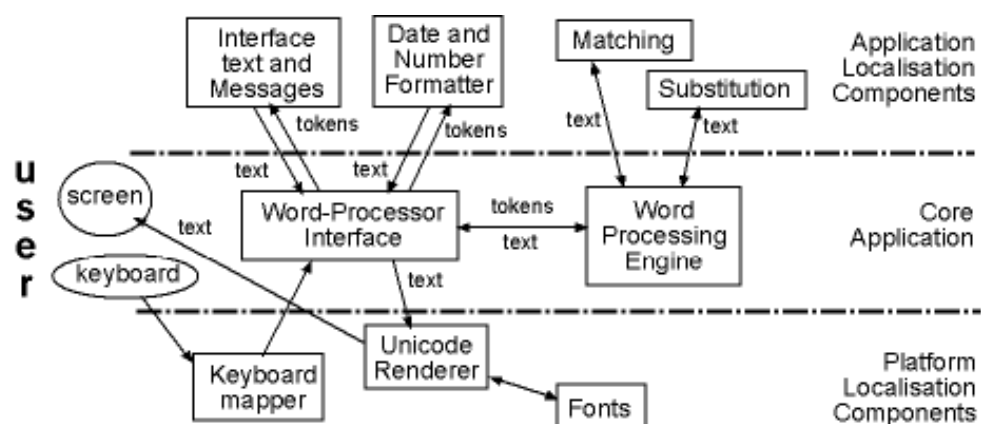 Interface
text and
Messages
Date and
Number
Formatter
Matching
Substitution
Application
Localisation
Components
tokens
tokens
text
text
text
text
user
screen
keyboard
text
Word-Processor
Interface
tokens
text
Word
Processing
Engine
Core
Application
text
Keyboard
mapper
Unicode
Renderer
Fonts
Platform
Localisation
Components